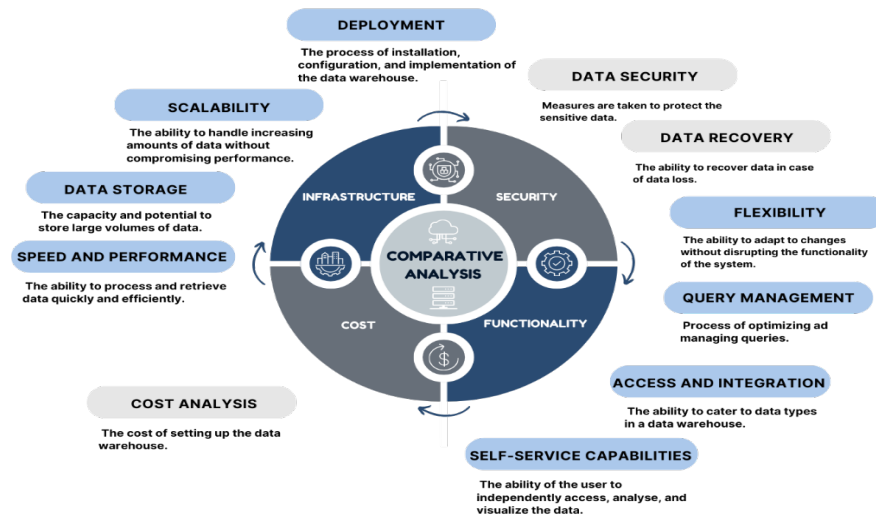 DEPLOYMENT
The process of installation,
configuration, and implementation of
the data warehouse.
DATA SECURITY
Measures are taken to protect the
sensitive data.
SCALABILITY
The ability to handle increasing
amounts of data without
compromising performance.
DATA RECOVERY
The ability to recover data in case
of data loss.
DATA STORAGE
The capacity and potential to
store large volumes of data.
INFRASTRUCTURE
SECURITY
FLEXIBILITY
The ability to adapt to changes
without disrupting the functionality
of the system.
SPEED AND PERFORMANCE
The ability to process and retrieve
data quickly and efficiently.
COMPARATIVE
ANALYSIS
QUERY MANAGEMENT
Process of optimizing ad
managing queries.
COST
$
FUNCTIONALITY
ACCESS AND INTEGRATION
The ability to cater to data types
in a data warehouse.
COST ANALYSIS
The cost of setting up the data
warehouse.
SELF-SERVICE CAPABILITIES
The ability of the user to
independently access, analyse, and
visualize the data.